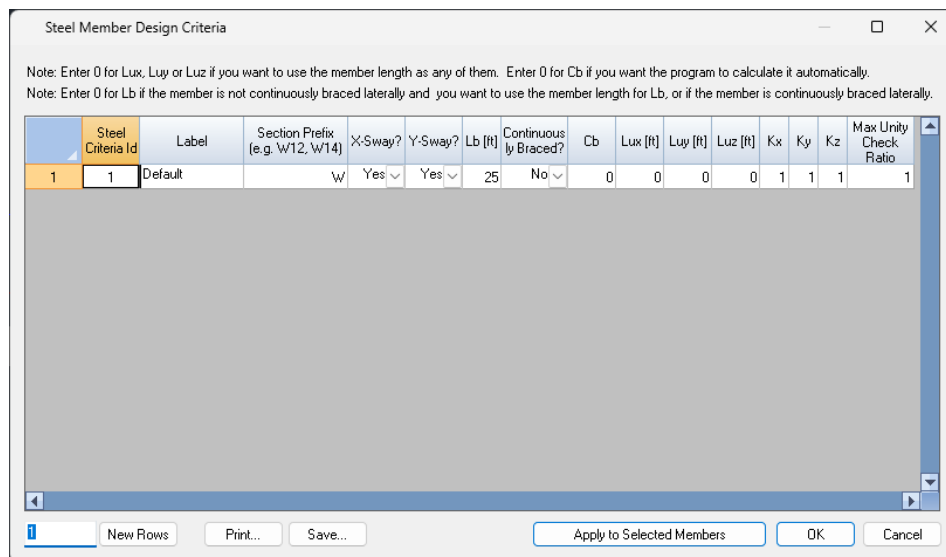 Steel Member Design Criteria
Note: Enter 0 for Lux, Luy or Luz if you want to use the member length as any of them. Enter 0 for Cb if you want the program to calculate it automatically.
Note: Enter 0 for Lb if the member is not continuously braced laterally and you want to use the member length for Lb, or if the member is continuously braced laterally.
Steel
Criteria Id
Label
Section Prefix
(e.g. W12, W14)
X-Sway?
Y-Sway?
Lb [ft]
Continuous
ly Braced?
Cb
Lux [ft]
Luy [ft]
Luz [ft]
Kx
Ky
Kz
Max Unity
Check
Ratio
1 1 Default W Yes Yes 25 No 0 0 0 0 1 1 1 1
1 New Rows Print... Save... Apply to Selected Members OK Cancel